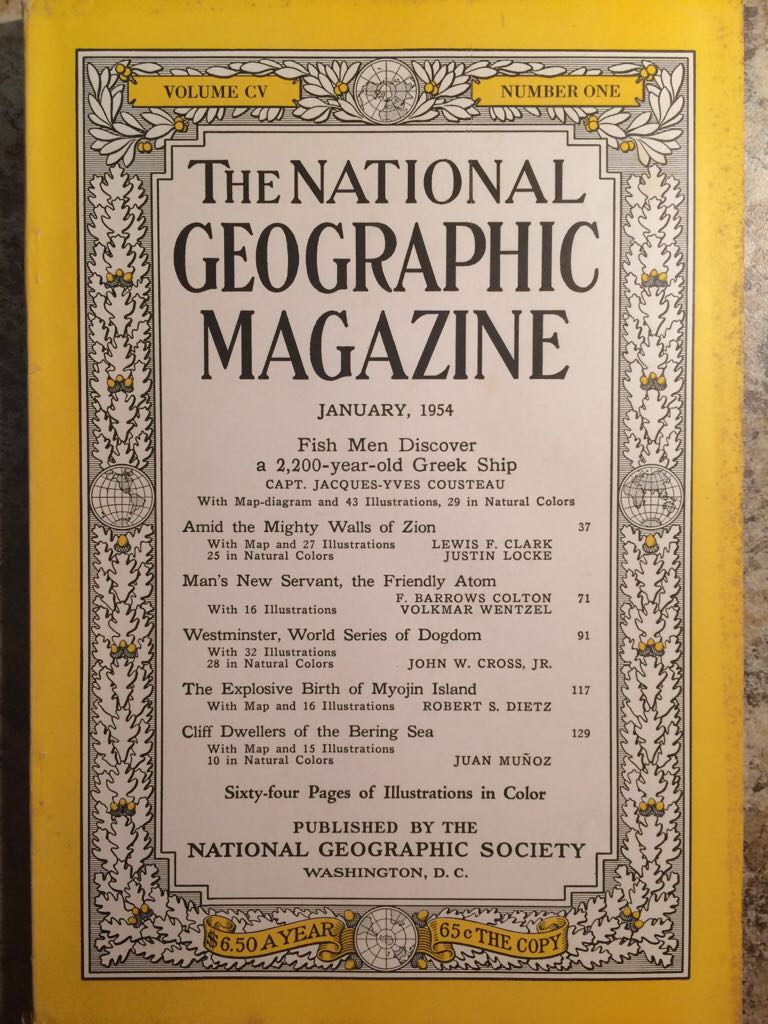 VOLUME CV NUMBER ONE
THE NATIONAL
GEOGRAPHIC
MAGAZINE
JANUARY, 1954
Fish Men Discover
a 2,200-year-old Greek Ship
CAPT. JACQUES-YVES COUSTEAU
With Map-diagram and 43 Illustrations, 29 in Natural Colors
Amid the Mighty Walls of Zion 37
With Map and 27 Illustrations LEWIS F. CLARK
25 in Natural Colors JUSTIN LOCKE
Man's New Servant, the Friendly Atom
F. BARROWS COLTON 71
With 16 Illustrations VOLKMAR WENTZEL
Westminster, World Series of Dogdom 91
With 32 Illustrations
28 in Natural Colors JOHN W. CROSS, JR.
The Explosive Birth of Myojin Island 117
With Map and 16 Illustrations ROBERT S. DIETZ
Cliff Dwellers of the Bering Sea 129
With Map and 15 Illustrations
10 in Natural Colors JUAN MUÑOZ
Sixty-four Pages of Illustrations in Color
PUBLISHED BY THE
NATIONAL GEOGRAPHIC SOCIETY
WASHINGTON, D. C.
$6.50 A YEAR 65c THE COPY